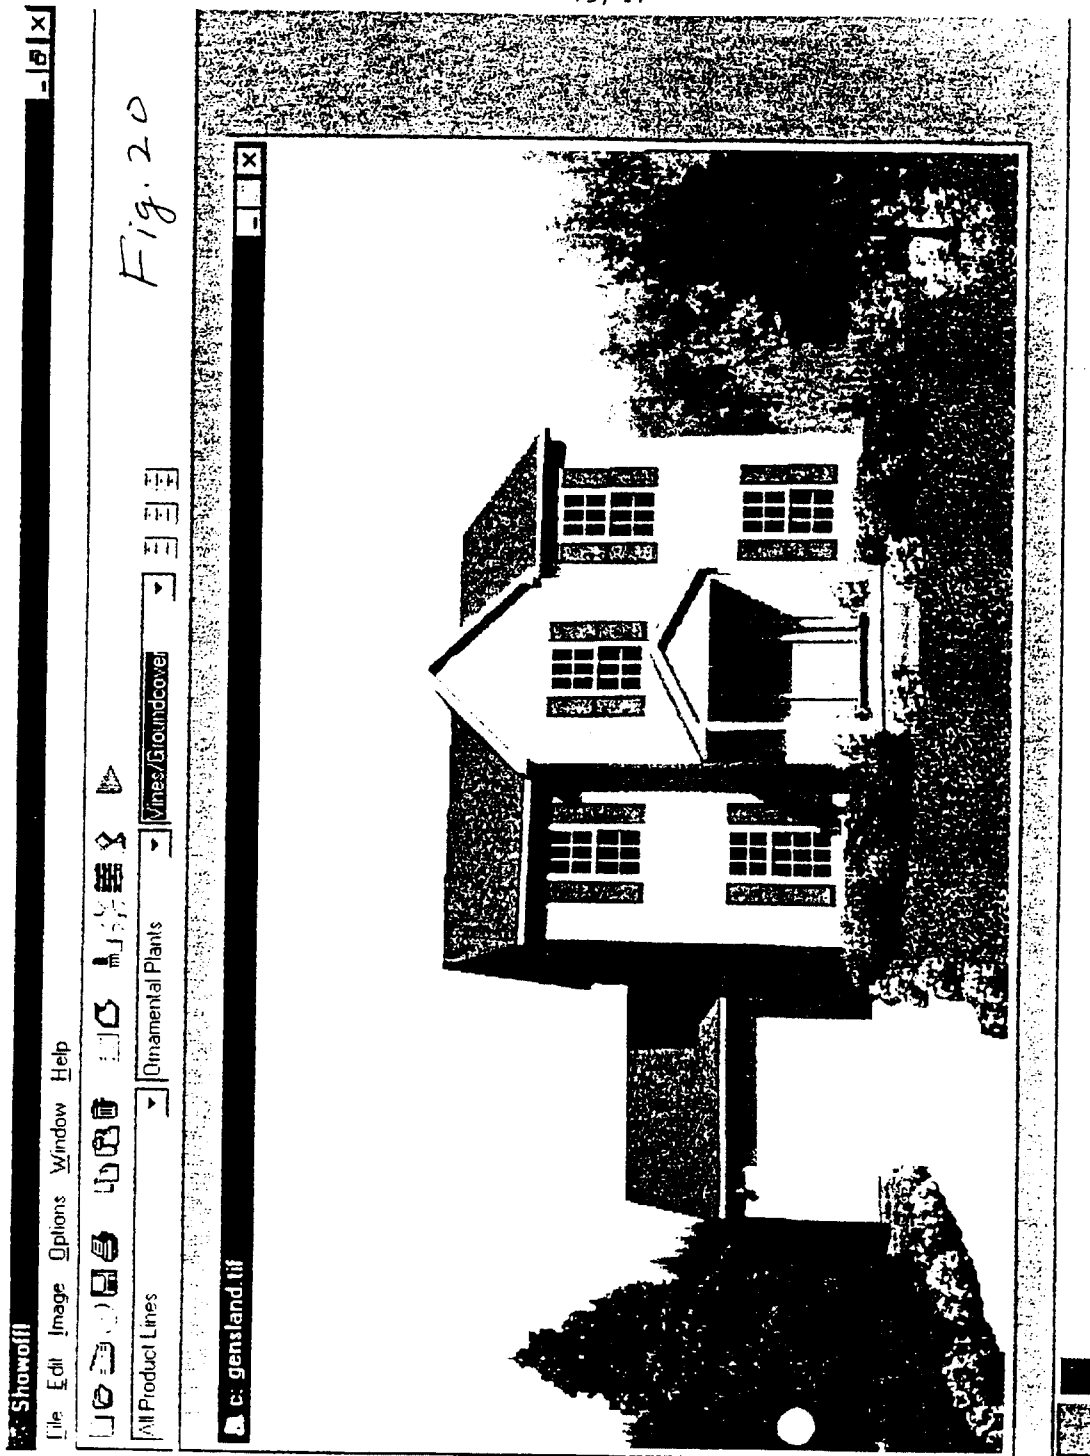 Showoff!
File Edit Image Options Window Help
Fig. 20
All Product Lines Ornamental Plants Vines/Groundcover
c: gensland.tif